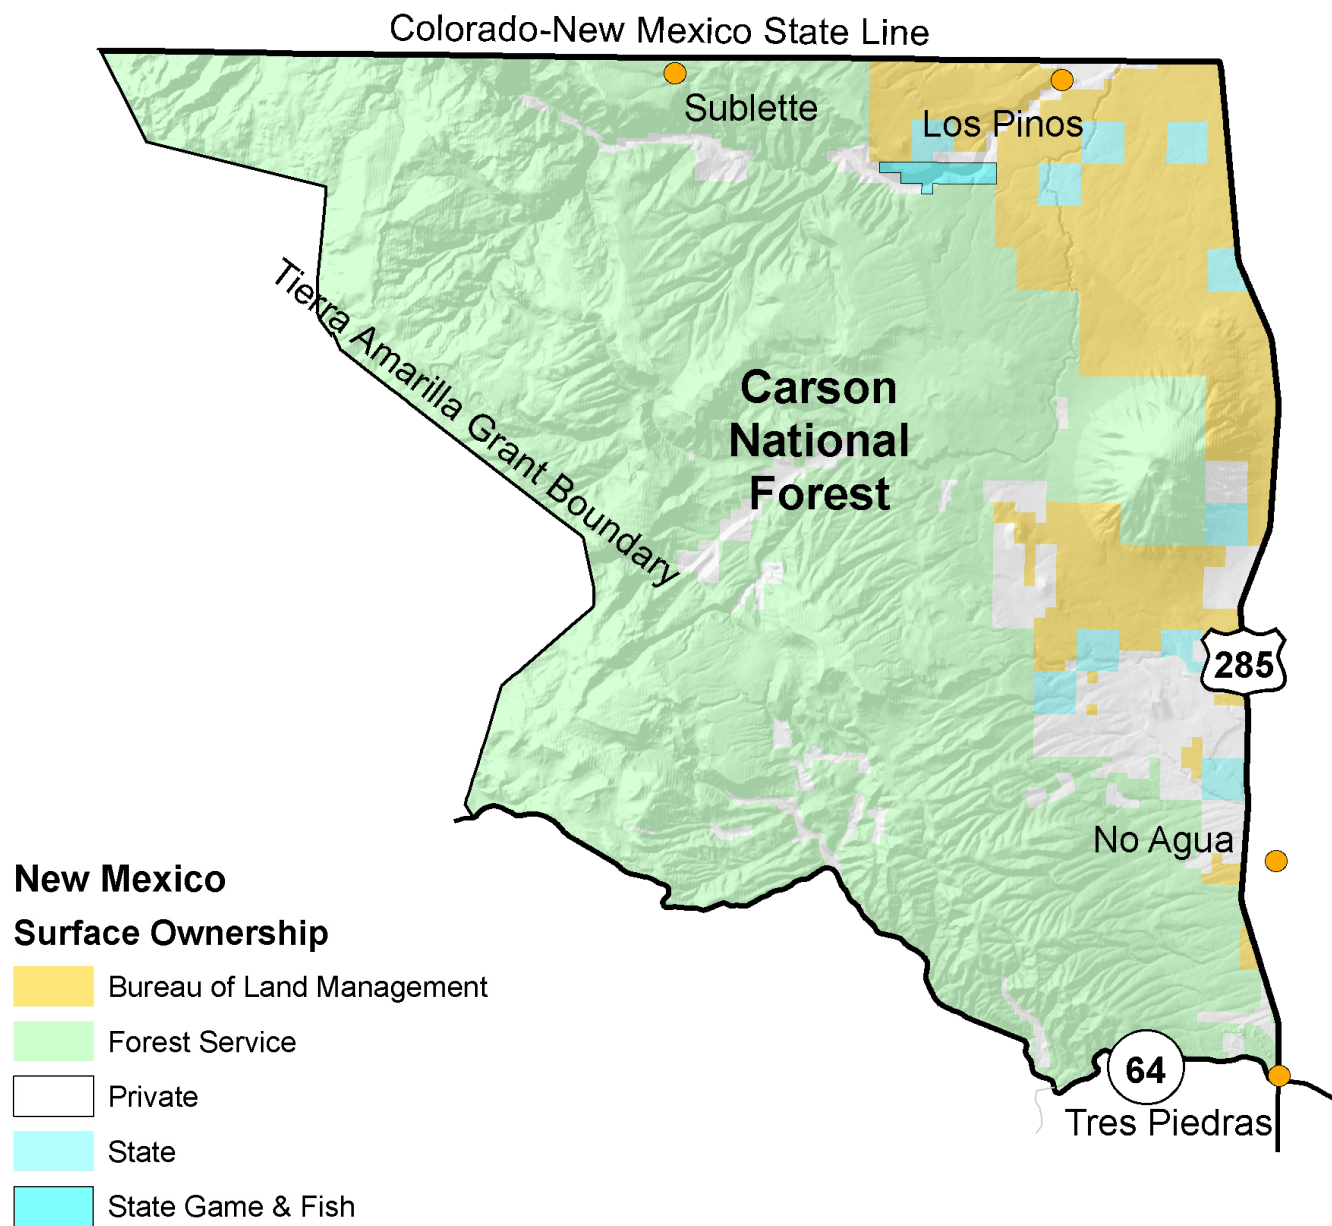 Colorado-New Mexico State Line
Sublette
Los Pinos
Tierra Amarilla Grant Boundary
Carson
National
Forest
285
No Agua
64
Tres Piedras
New Mexico
Surface Ownership
Bureau of Land Management
Forest Service
Private
State
State Game & Fish